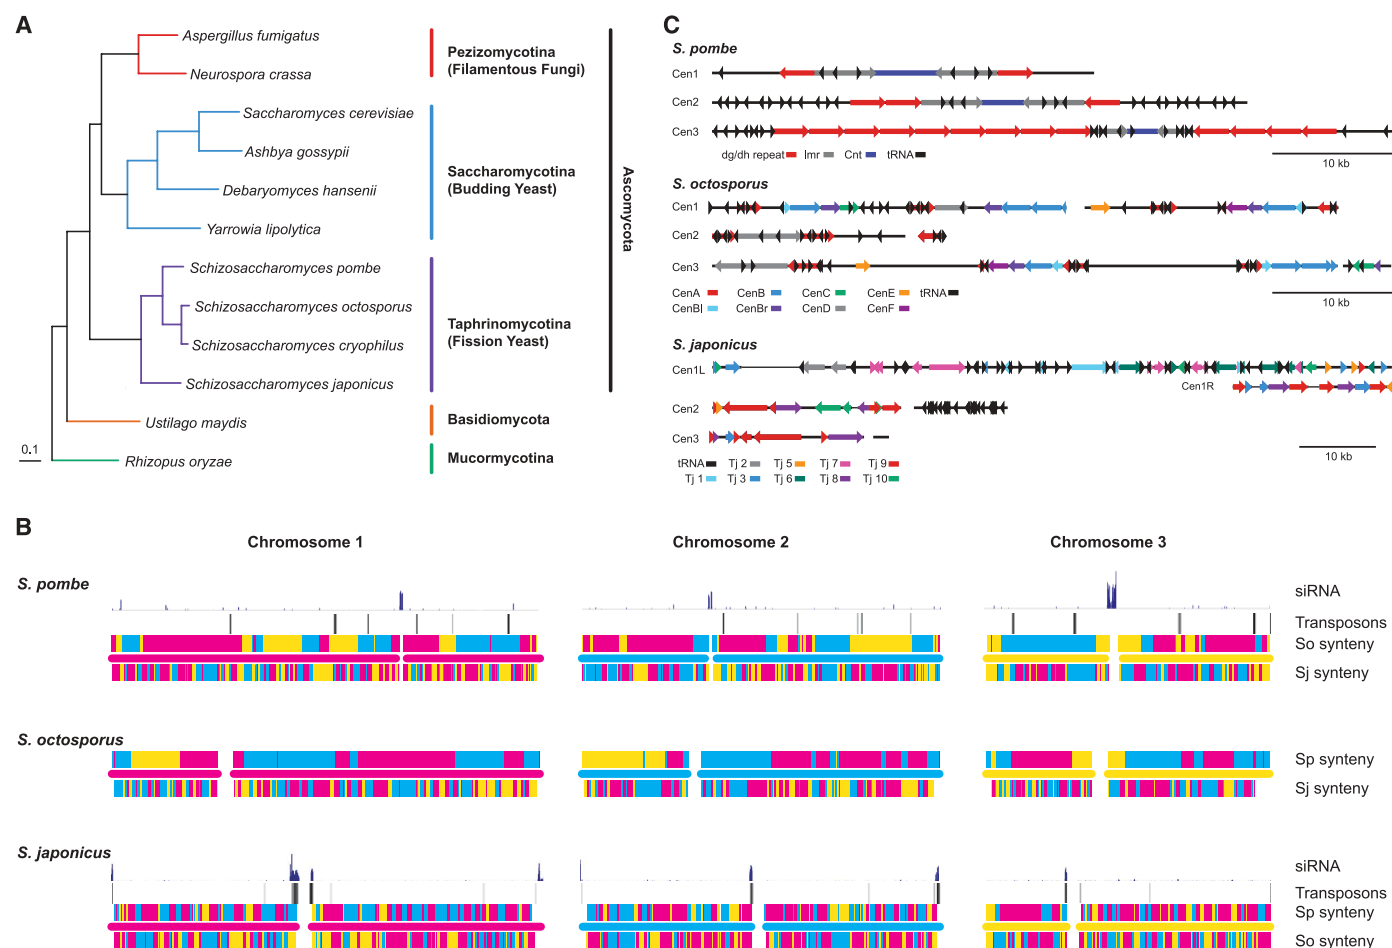 A
Aspergillus fumigatus
Neurospora crassa
Saccharomyces cerevisiae
Ashbya gossypii
Debaryomyces hansenii
Yarrowia lipolytica
Schizosaccharomyces pombe
Schizosaccharomyces octosporus
Schizosaccharomyces cryophilus
Schizosaccharomyces japonicus
Ustilago maydis
Rhizopus oryzae
0.1
Pezizomycotina
(Filamentous Fungi)
Saccharomycotina
(Budding Yeast)
Taphrinomycotina
(Fission Yeast)
Basidiomycota
Mucormycotina
Ascomycota
C
S. pombe
Cen1
Cen2
Cen3
dg/dh repeat Imr Cnt tRNA
10 kb
S. octosporus
Cen1
Cen2
Cen3
CenA CenB CenC CenE tRNA
CenBl CenBr CenD CenF
10 kb
S. japonicus
Cen1L
Cen1R
Cen2
Cen3
tRNA Tj 2 Tj 5 Tj 7 Tj 9
Tj 1 Tj 3 Tj 6 Tj 8 Tj 10
10 kb
B
Chromosome 1 Chromosome 2 Chromosome 3
S. pombe
siRNA
Transposons
So synteny
Sj synteny
S. octosporus
Sp synteny
Sj synteny
S. japonicus
siRNA
Transposons
Sp synteny
So synteny